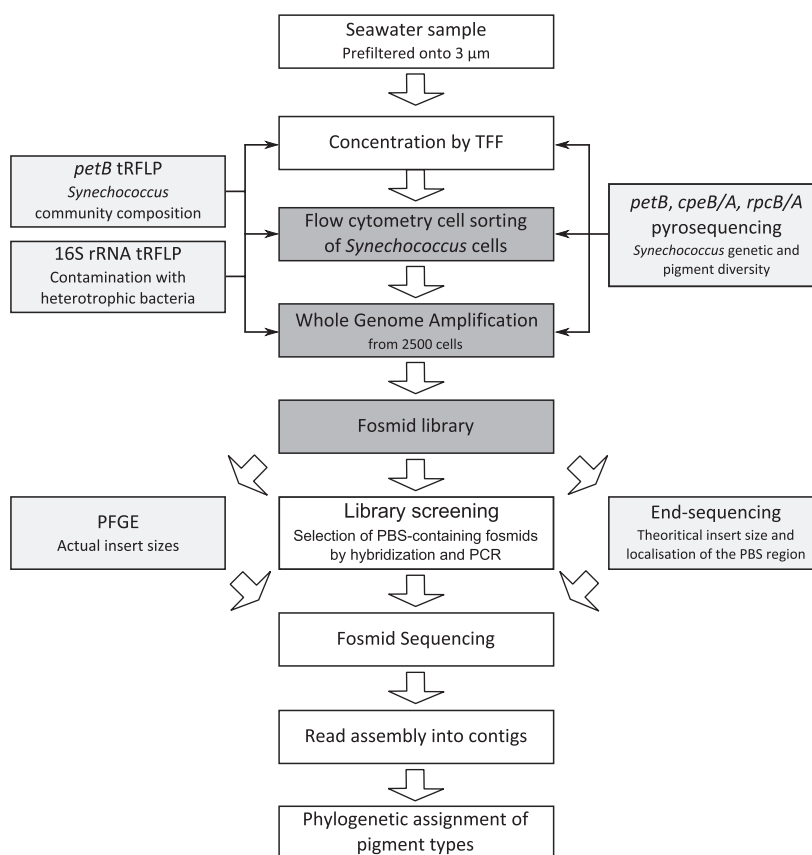 Seawater sample
Prefiltered onto 3 µm
Concentration by TFF
petB tRFLP
Synechococcus
community composition
16S rRNA tRFLP
Contamination with
heterotrophic bacteria
petB, cpeB/A, rpcB/A
pyrosequencing
Synechococcus genetic and
pigment diversity
Flow cytometry cell sorting
of Synechococcus cells
Whole Genome Amplification
from 2500 cells
Fosmid library
PFGE
Actual insert sizes
Library screening
Selection of PBS-containing fosmids
by hybridization and PCR
End-sequencing
Theoritical insert size and
localisation of the PBS region
Fosmid Sequencing
Read assembly into contigs
Phylogenetic assignment of
pigment types